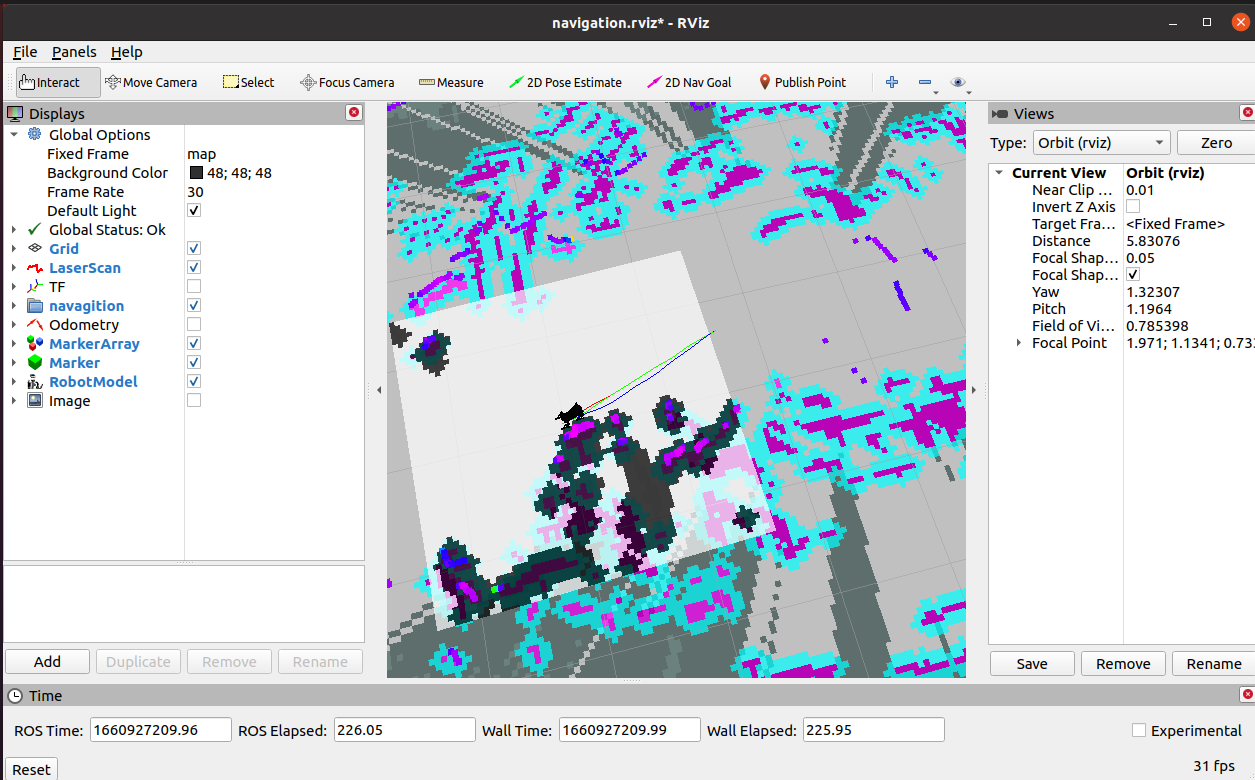 navigation.rviz* - RViz
File Panels Help
Interact Move Camera Select Focus Camera Measure 2D Pose Estimate 2D Nav Goal Publish Point
Displays
Global Options
Fixed Frame map
Background Color 48; 48; 48
Frame Rate 30
Default Light
Global Status: Ok
Grid
LaserScan
TF
navagition
Odometry
MarkerArray
Marker
RobotModel
Image
Add Duplicate Remove Rename
Views
Type: Orbit (rviz) Zero
Current View Orbit (rviz)
Near Clip ... 0.01
Invert Z Axis
Target Fra... <Fixed Frame>
Distance 5.83076
Focal Shap... 0.05
Focal Shap...
Yaw 1.32307
Pitch 1.1964
Field of Vi... 0.785398
Focal Point 1.971; 1.1341; 0.73
Save Remove Rename
Time
ROS Time: 1660927209.96 ROS Elapsed: 226.05 Wall Time: 1660927209.99 Wall Elapsed: 225.95 Experimental
Reset 31 fps